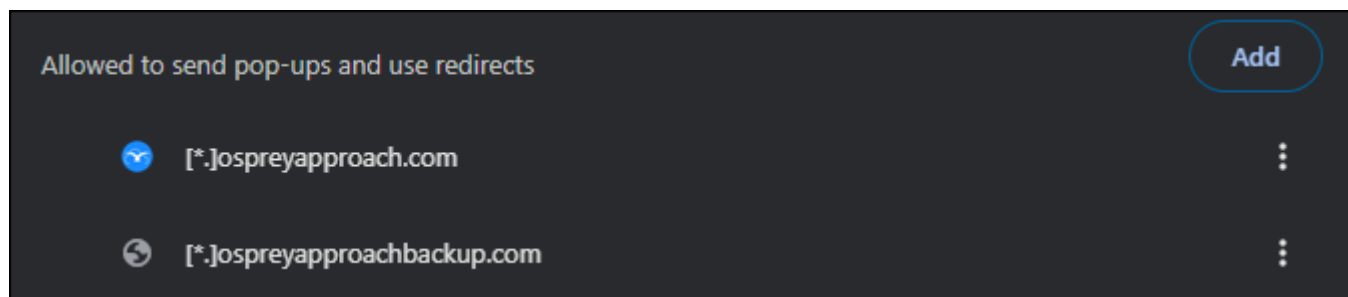 Allowed to send pop-ups and use redirects
Add
[*.]ospreyapproach.com
[*.]ospreyapproachbackup.com